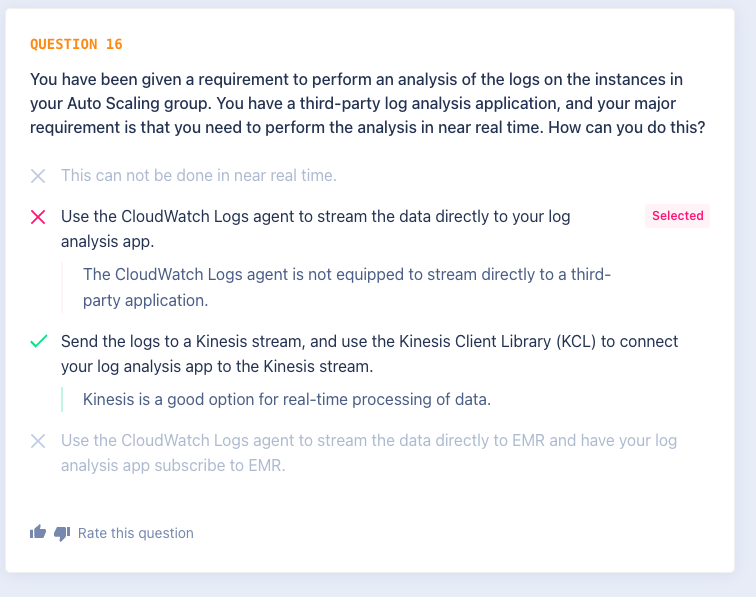 QUESTION 16
You have been given a requirement to perform an analysis of the logs on the instances in
your Auto Scaling group. You have a third-party log analysis application, and your major
requirement is that you need to perform the analysis in near real time. How can you do this?
This can not be done in near real time.
Use the CloudWatch Logs agent to stream the data directly to your log
analysis app.
Selected
The CloudWatch Logs agent is not equipped to stream directly to a third-
party application.
Send the logs to a Kinesis stream, and use the Kinesis Client Library (KCL) to connect
your log analysis app to the Kinesis stream.
Kinesis is a good option for real-time processing of data.
Use the CloudWatch Logs agent to stream the data directly to EMR and have your log
analysis app subscribe to EMR.
Rate this question